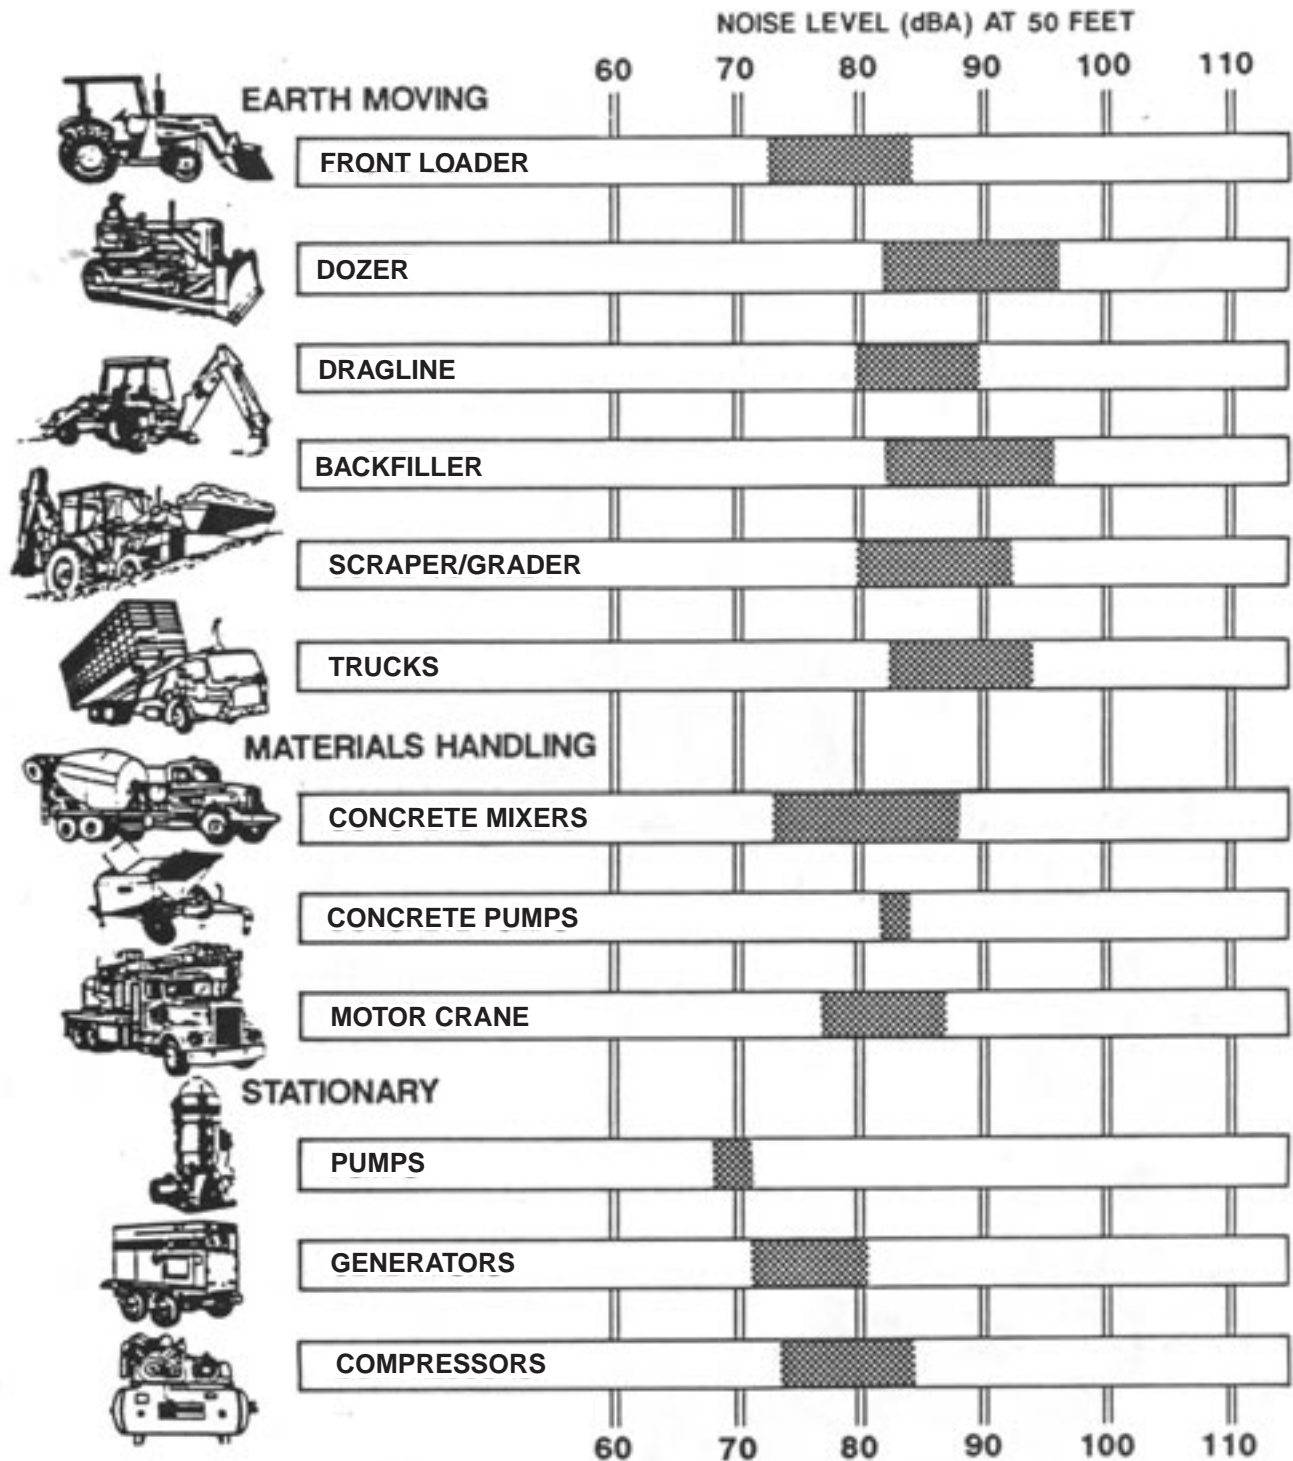 NOISE LEVEL (dBA) AT 50 FEET
60 70 80 90 100 110
EARTH MOVING
FRONT LOADER
DOZER
DRAGLINE
BACKFILLER
SCRAPER/GRADER
TRUCKS
MATERIALS HANDLING
CONCRETE MIXERS
CONCRETE PUMPS
MOTOR CRANE
STATIONARY
PUMPS
GENERATORS
COMPRESSORS
60 70 80 90 100 110